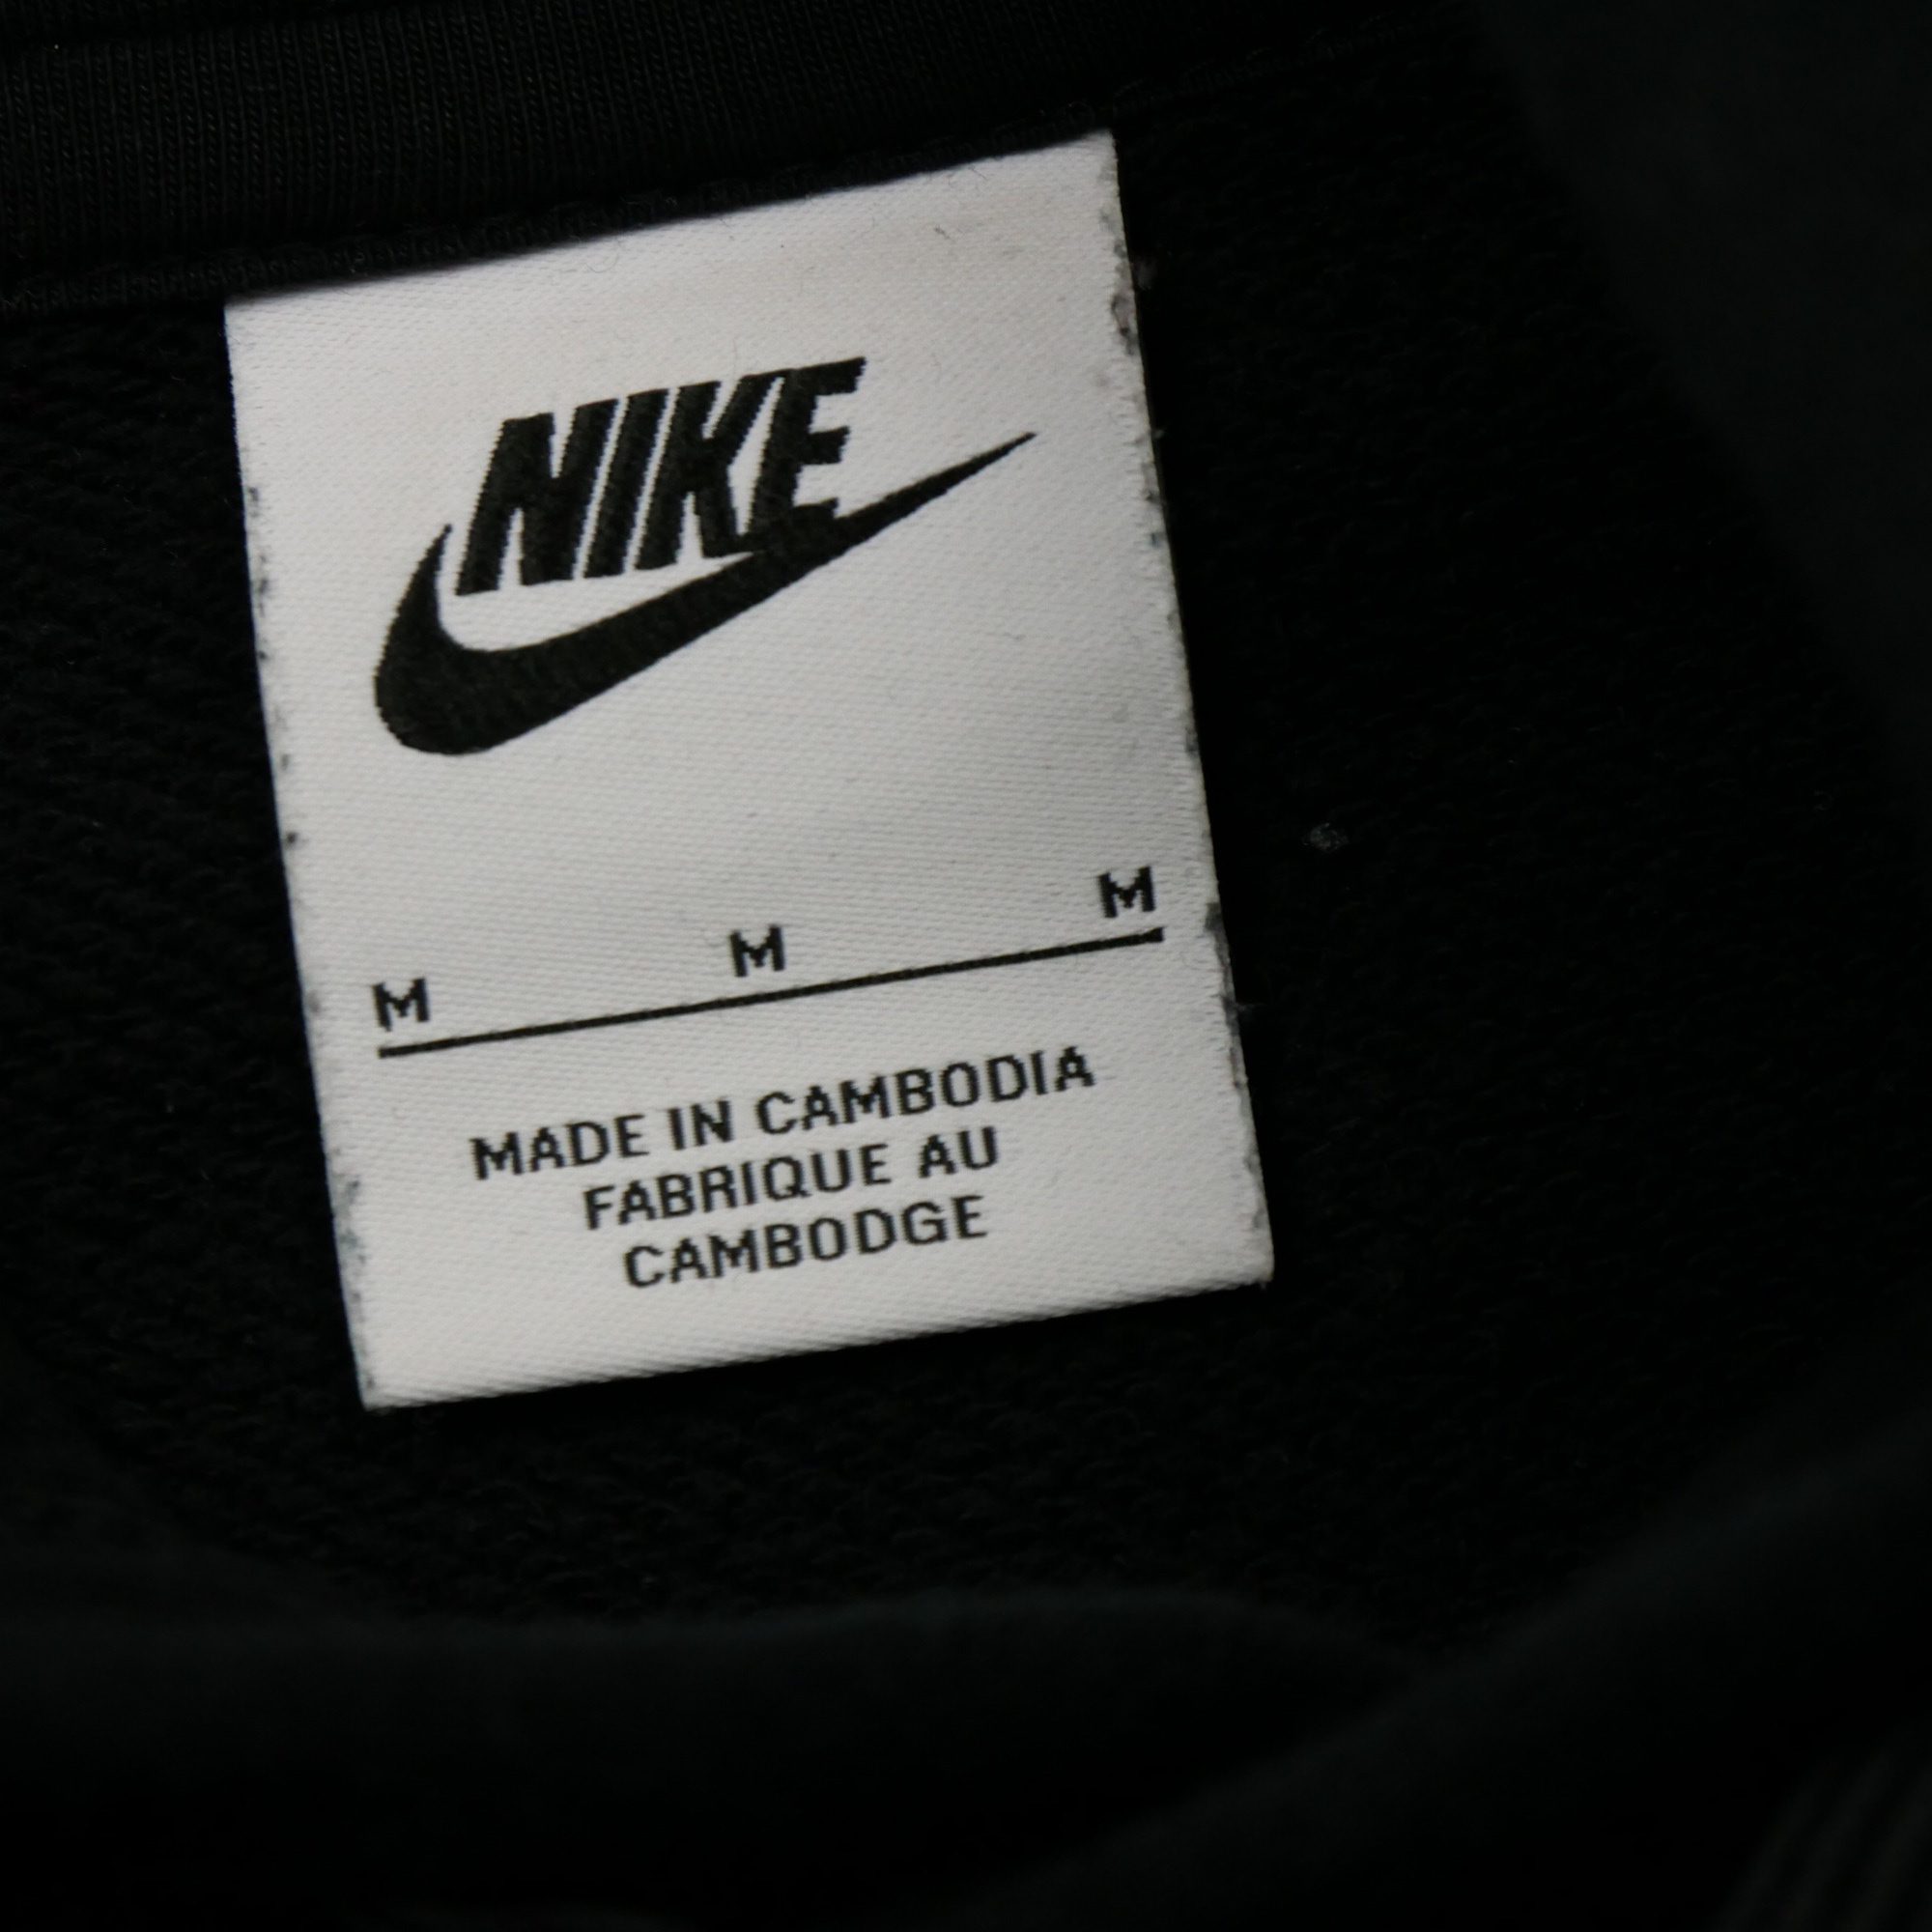 NIKE
M M M
MADE IN CAMBODIA
FABRIQUE AU
CAMBODGE